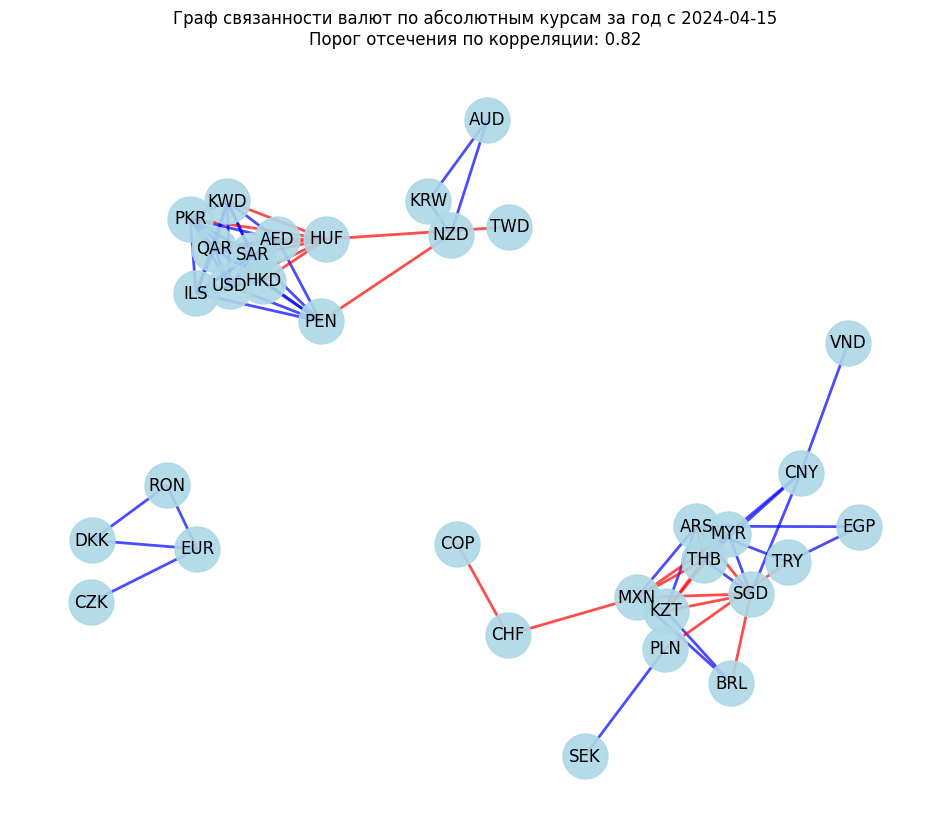 Граф связанности валют по абсолютным курсам за год с 2024-04-15
Порог отсечения по корреляции: 0.82
AUD
KRW
KWD
PKR
TWD
NZD
HUF
AED
QAR
SAR
HKD
USD
ILS
PEN
VND
CNY
RON
ARS
EGP
MYR
DKK
COP
EUR
THB
TRY
SGD
MXN
CZK
KZT
CHF
PLN
BRL
SEK